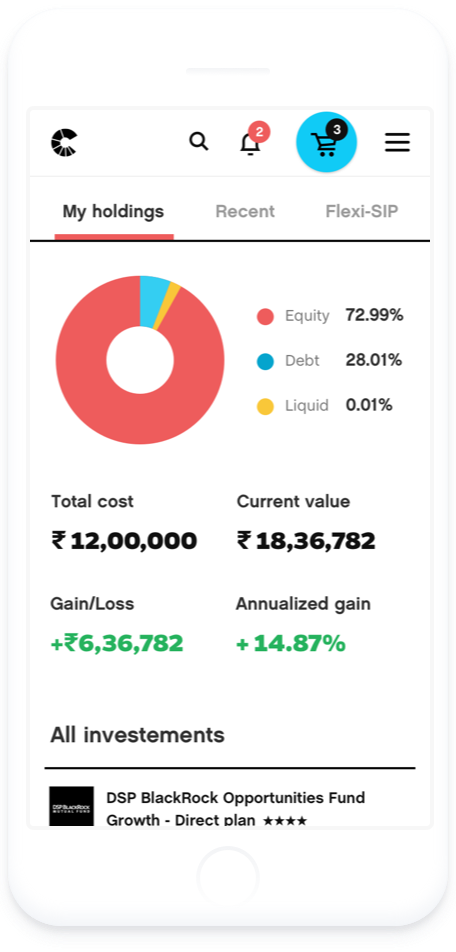 2
3
My holdings Recent Flexi-SIP
Equity 72.99%
Debt 28.01%
Liquid 0.01%
Total cost Current value
₹ 12,00,000 ₹ 18,36,782
Gain/Loss Annualized gain
+₹6,36,782 + 14.87%
All investements
DSP BLACKROCK
MUTUAL FUND
DSP BlackRock Opportunities Fund
Growth - Direct plan ★★★★